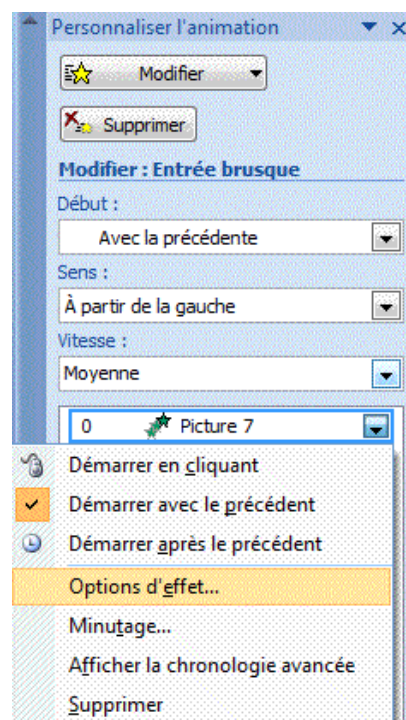 Personnaliser l'animation
Modifier
Supprimer
Modifier : Entrée brusque
Début :
Avec la précédente
Sens :
À partir de la gauche
Vitesse :
Moyenne
0 Picture 7
Démarrer en cliquant
Démarrer avec le précédent
Démarrer après le précédent
Options d'effet...
Minutage...
Afficher la chronologie avancée
Supprimer